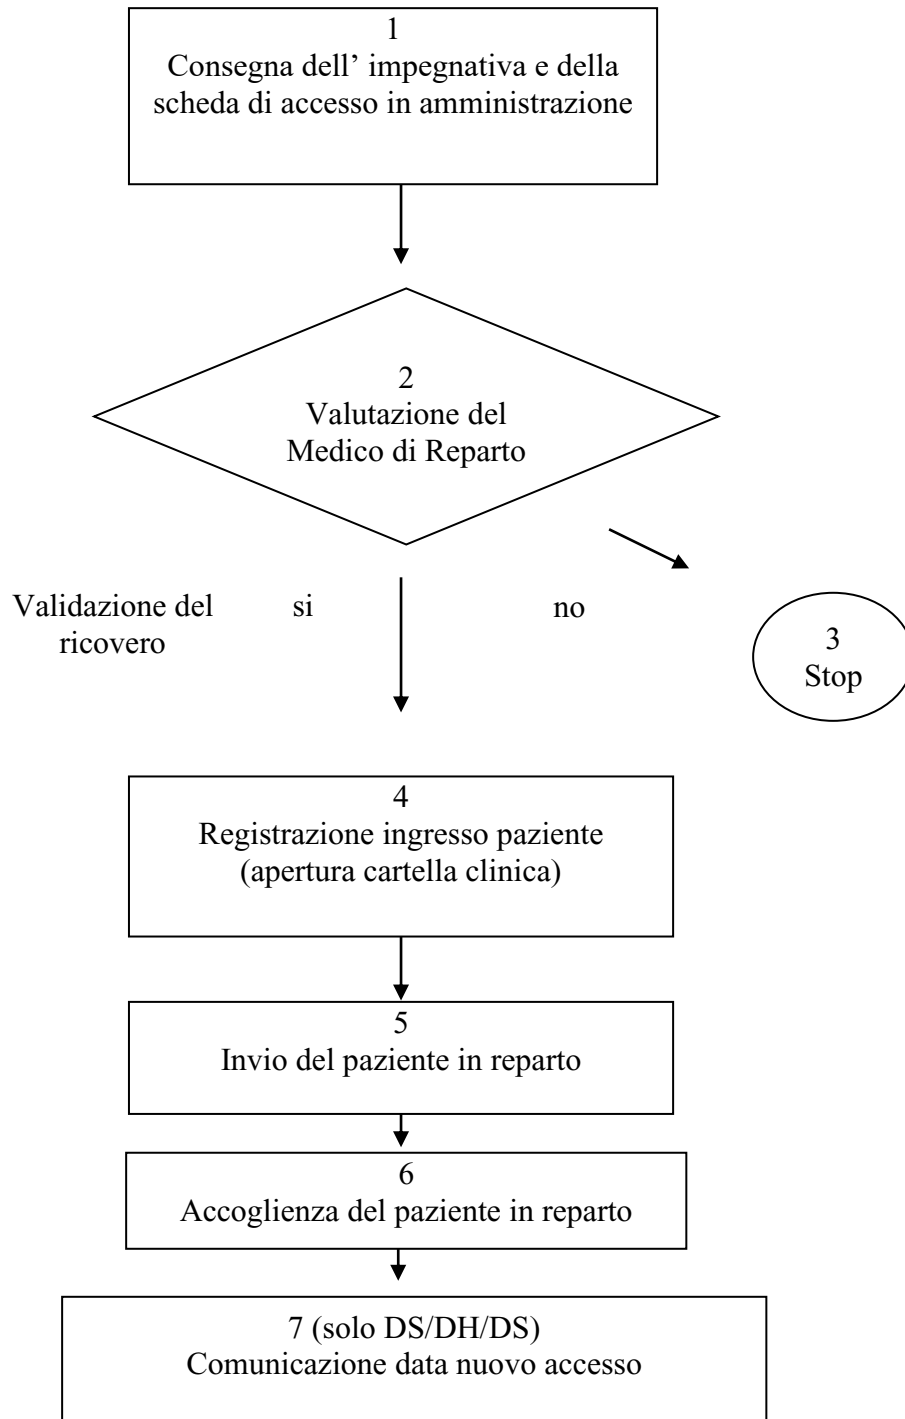 1
Consegna dell’ impegnativa e della
scheda di accesso in amministrazione
2
Valutazione del
Medico di Reparto
Validazione del
ricovero
si
no
3
Stop
4
Registrazione ingresso paziente
(apertura cartella clinica)
5
Invio del paziente in reparto
6
Accoglienza del paziente in reparto
7 (solo DS/DH/DS)
Comunicazione data nuovo accesso